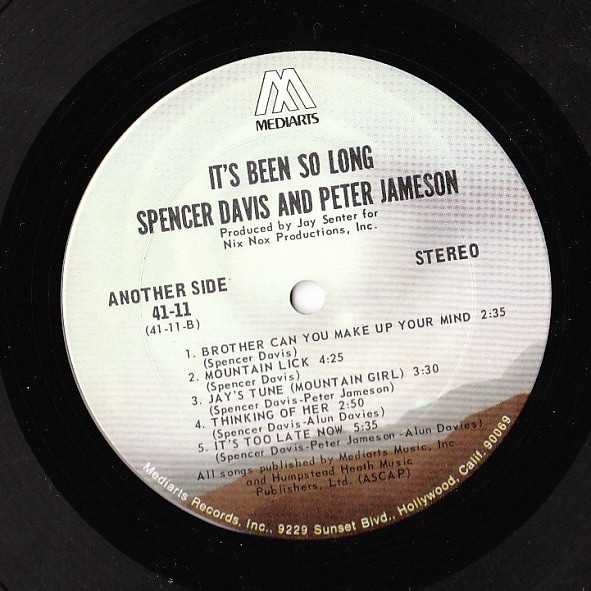 MEDIARTS
IT'S BEEN SO LONG
SPENCER DAVIS AND PETER JAMESON
Produced by Jay Senter for
Nix Nox Productions, Inc.
STEREO
ANOTHER SIDE
41-11
(41-11-B)
1. BROTHER CAN YOU MAKE UP YOUR MIND 2:35
(Spencer Davis)
2. MOUNTAIN LICK 4:25
(Spencer Davis)
3. JAY'S TUNE (MOUNTAIN GIRL) 3:30
(Spencer Davis-Peter Jameson)
4. THINKING OF HER 2:50
(Spencer Davis-Alun Davies)
5. IT'S TOO LATE NOW 5:35
(Spencer Davis-Peter Jameson-Alun Davies)
All songs published by Mediarts Music, Inc
and Humpstead Heath Music
Publishers, Ltd. (ASCAP)
Mediarts Records, Inc., 9229 Sunset Blvd., Hollywood, Calif. 90069